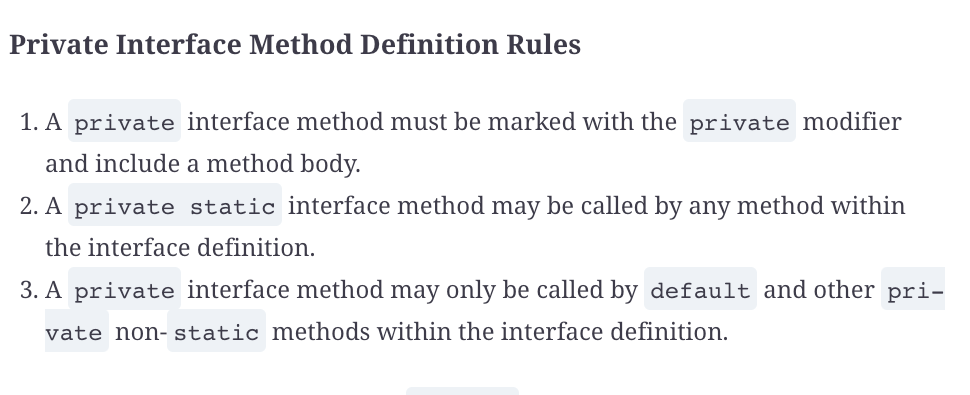 Private Interface Method Definition Rules
1. A private interface method must be marked with the private modifier
and include a method body.
2. A private static interface method may be called by any method within
the interface definition.
3. A private interface method may only be called by default and other pri-
vate non-static methods within the interface definition.